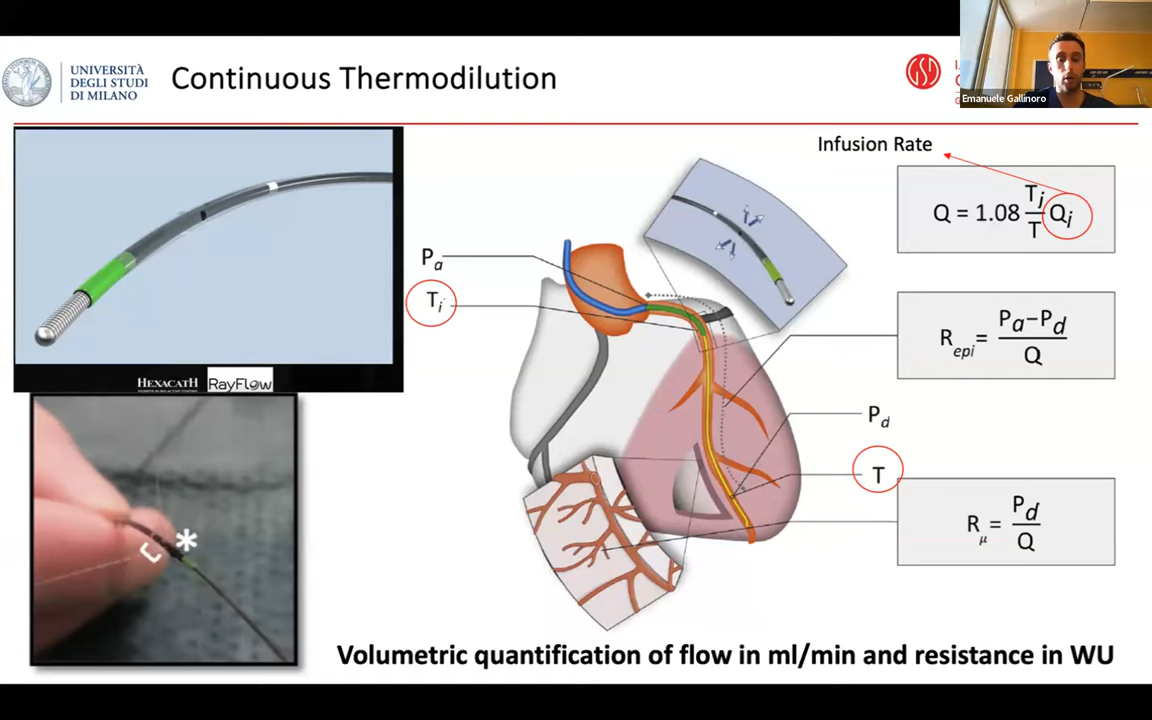 UNIVERSITÀ
DEGLI STUDI
DI MILANO
Continuous Thermodilution
Emanuele Gallinoro
Infusion Rate
Q = 1.08 Ti/T Qi
Pa
Ti
Repi = Pa–Pd/Q
Pd
T
Rμ = Pd/Q
HEXACATH
RayFlow
*
Volumetric quantification of flow in ml/min and resistance in WU